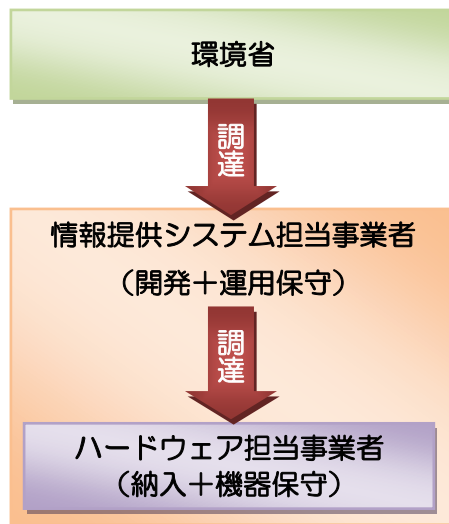 環境省
調達
情報提供システム担当事業者
（開発＋運用保守）
調達
ハードウェア担当事業者
（納入＋機器保守）